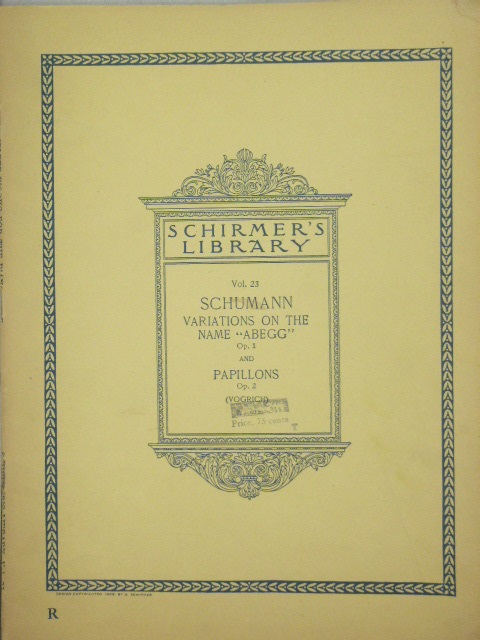 SCHIRMER'S
LIBRARY
Vol. 23
SCHUMANN
VARIATIONS ON THE
NAME "ABEGG"
Op. 1
AND
PAPILLONS
Op. 2
(VOGRICH)
Price, 75 cents
R